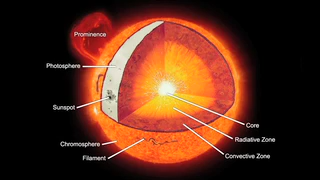 Prominence
Photosphere
Sunspot
Chromosphere
Filament
Core
Radiative Zone
Convective Zone